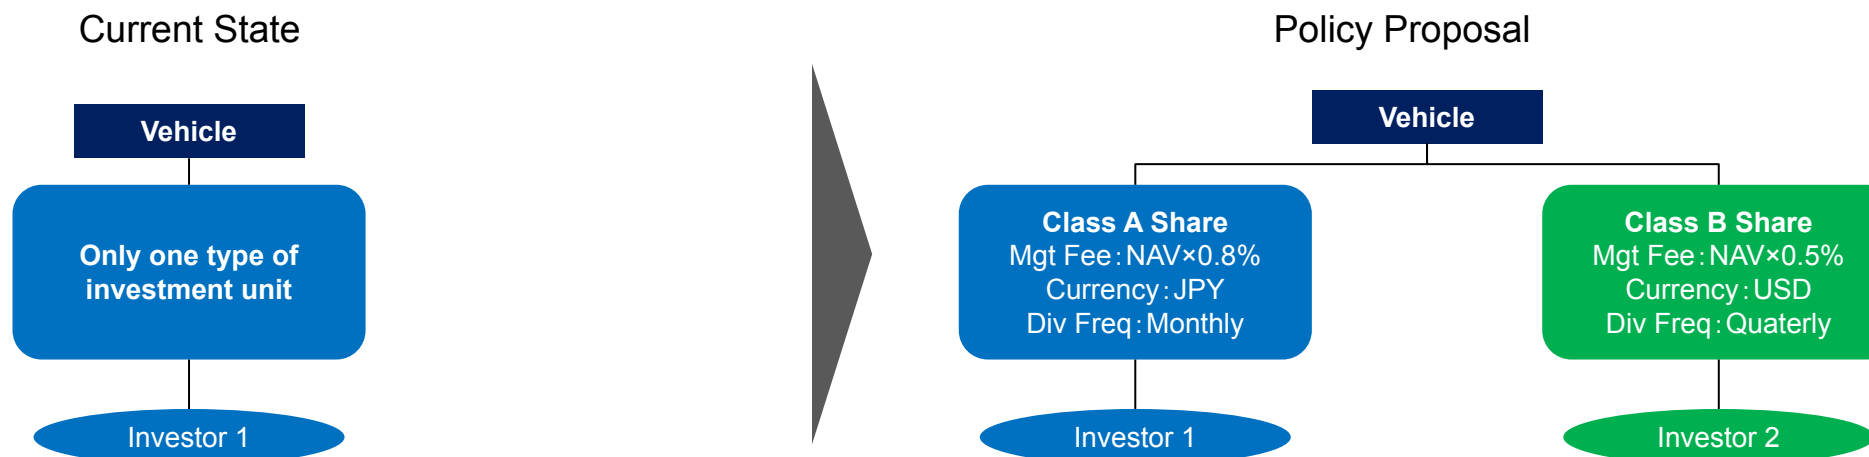 Current State
Vehicle
Only one type of
investment unit
Investor 1
Policy Proposal
Vehicle
Class A Share
Mgt Fee：NAV×0.8%
Currency：JPY
Div Freq：Monthly
Investor 1
Class B Share
Mgt Fee：NAV×0.5%
Currency：USD
Div Freq：Quaterly
Investor 2